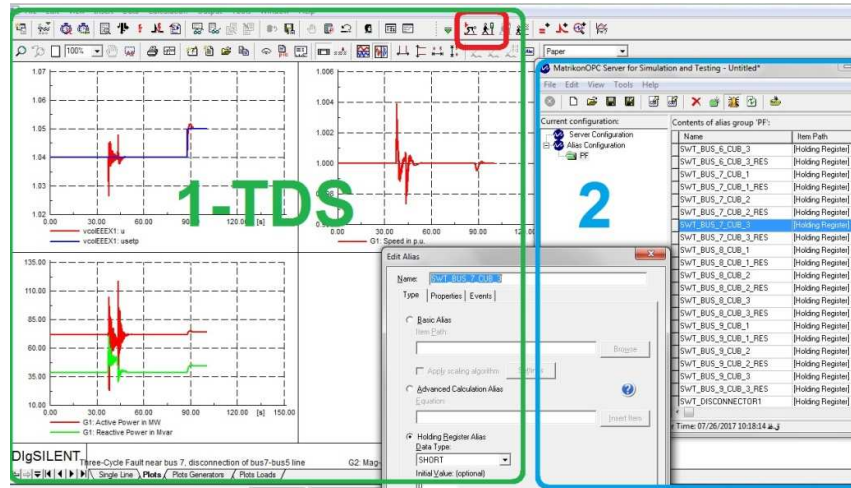 100%
Paper
1.07
1.06
1.05
1.04
1.03
1.02
0.00 30.00 60.00 90.00 120.00 [s]
vcoIEEEX1: u
vcoIEEEX1: usetp
1.006
1.004
1.002
1.000
0.998
0.00 30.00 60.00 90.00 120.0
G1: Speed in p.u.
1-TDS
135.00
110.00
85.00
60.00
35.00
10.00
0.00 30.00 60.00 90.00 120.00 [s] 150.00
G1: Active Power in MW
G1: Reactive Power in Mvar
DIgSILENT
Three-Cycle Fault near bus 7, disconnection of bus7-bus5 line
G2: Mag-
Single Line Plots Plots Generators Plots Loads
Edit Alias
Name: SWT_BUS_7_CUB_3
Type Properties Events
Basic Alias
Item Path:
Browse
Apply scaling algorithm
Advanced Calculation Alias
Equation:
Insert Item
Holding Register Alias
Data Type:
SHORT
Initial Value: (optional)
MatrikonOPC Server for Simulation and Testing - Untitled*
File Edit View Tools Help
Current configuration:
Server Configuration
Alias Configuration
PF
2
Contents of alias group 'PF':
Name Item Path
SWT_BUS_6_CUB_3 [Holding Register]
SWT_BUS_6_CUB_3_RES [Holding Register]
SWT_BUS_7_CUB_1 [Holding Register]
SWT_BUS_7_CUB_1_RES [Holding Register]
SWT_BUS_7_CUB_2 [Holding Register]
SWT_BUS_7_CUB_2_RES [Holding Register]
SWT_BUS_7_CUB_3 [Holding Register]
SWT_BUS_7_CUB_3_RES [Holding Register]
SWT_BUS_8_CUB_1 [Holding Register]
SWT_BUS_8_CUB_1_RES [Holding Register]
SWT_BUS_8_CUB_2 [Holding Register]
SWT_BUS_8_CUB_2_RES [Holding Register]
SWT_BUS_8_CUB_3 [Holding Register]
SWT_BUS_8_CUB_3_RES [Holding Register]
SWT_BUS_9_CUB_1 [Holding Register]
SWT_BUS_9_CUB_1_RES [Holding Register]
SWT_BUS_9_CUB_2 [Holding Register]
SWT_BUS_9_CUB_2_RES [Holding Register]
SWT_BUS_9_CUB_3 [Holding Register]
SWT_BUS_9_CUB_3_RES [Holding Register]
SWT_DISCONNECTOR1 [Holding Register]
Time: 07/26/2017 10:18:14 ق.ظ